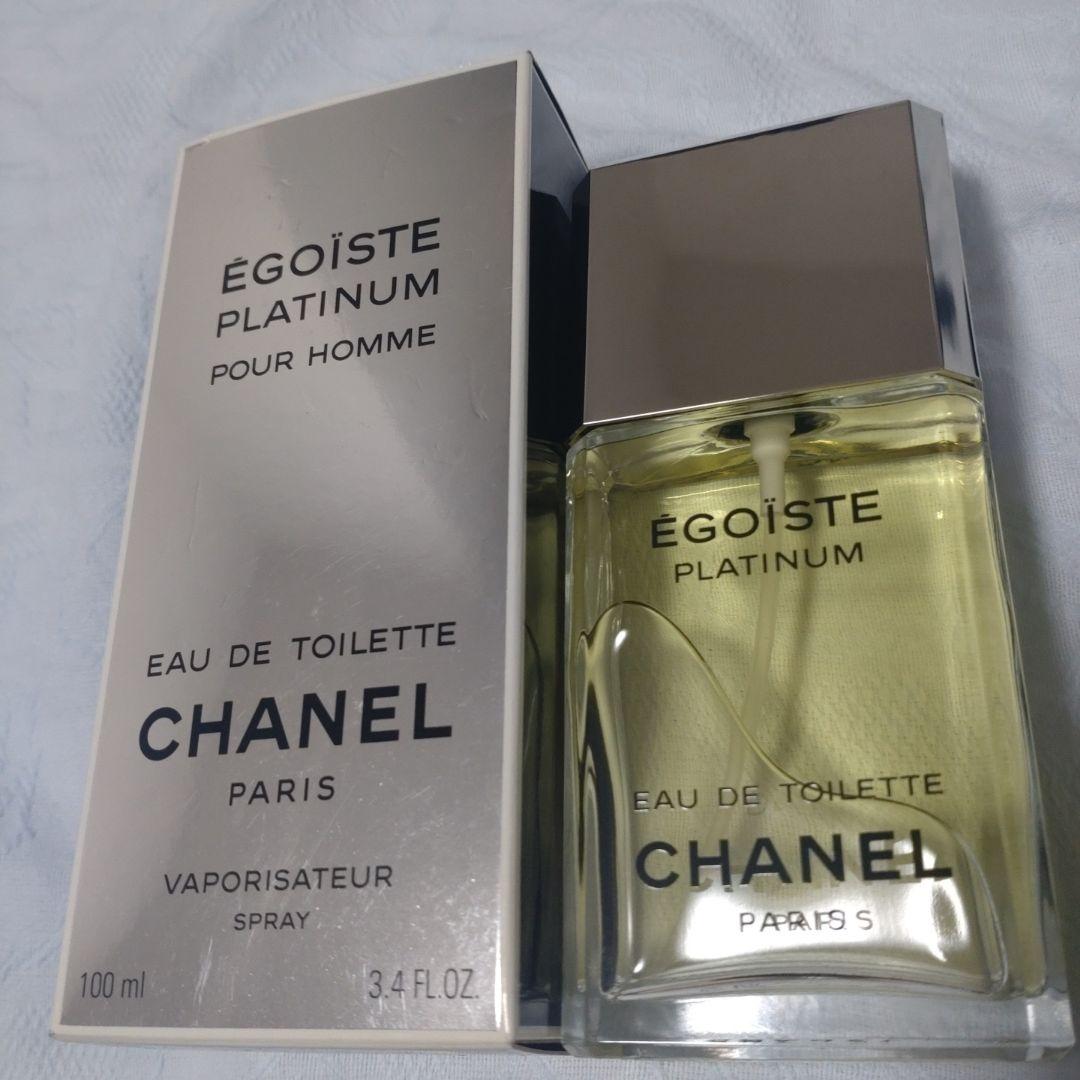 ÉGOÏSTE
PLATINUM
POUR HOMME
EAU DE TOILETTE
CHANEL
PARIS
VAPORISATEUR
SPRAY
100 ml 3.4 FL.OZ.
ÉGOÏSTE
PLATINUM
EAU DE TOILETTE
CHANEL
PARIS